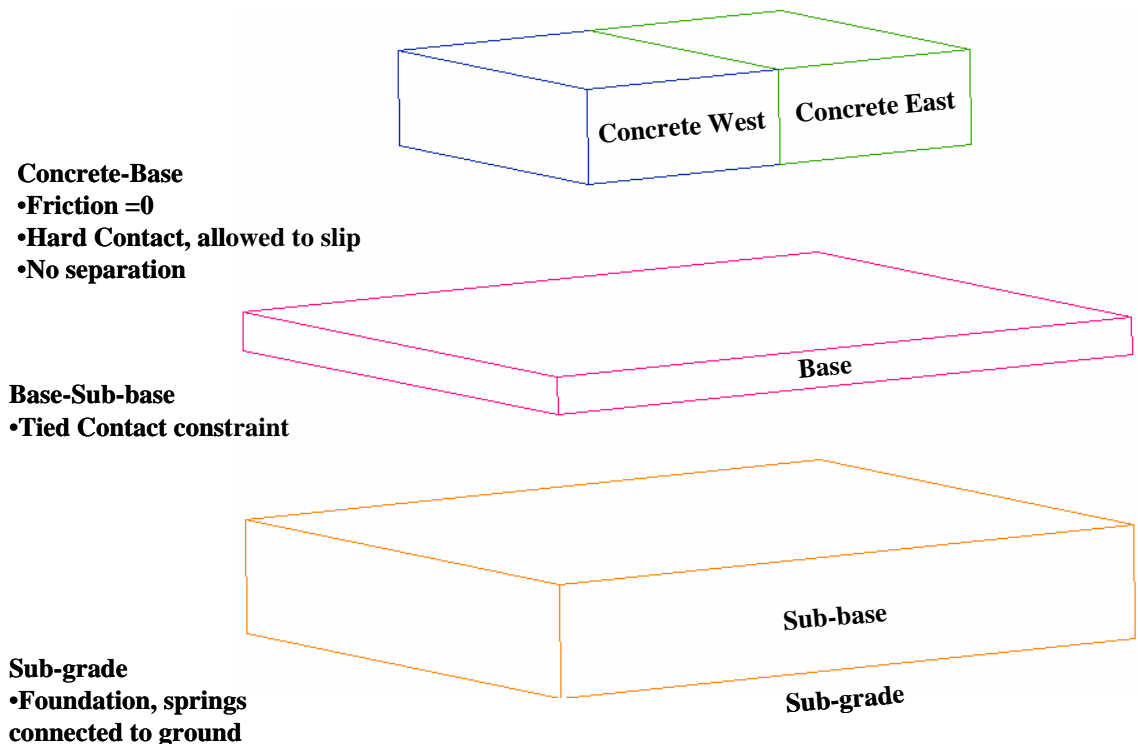 Concrete West
Concrete East
Concrete-Base
•Friction =0
•Hard Contact, allowed to slip
•No separation
Base
Base-Sub-base
•Tied Contact constraint
Sub-base
Sub-grade
•Foundation, springs
connected to ground
Sub-grade